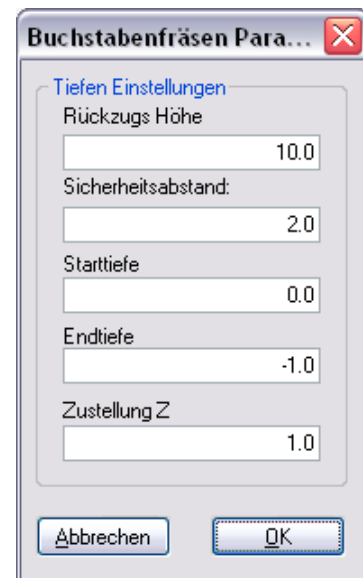 Buchstabenfräsen Para...
Tiefen Einstellungen
Rückzugs Höhe
10.0
Sicherheitsabstand:
2.0
Starttiefe
0.0
Endtiefe
-1.0
Zustellung Z
1.0
Abbrechen OK